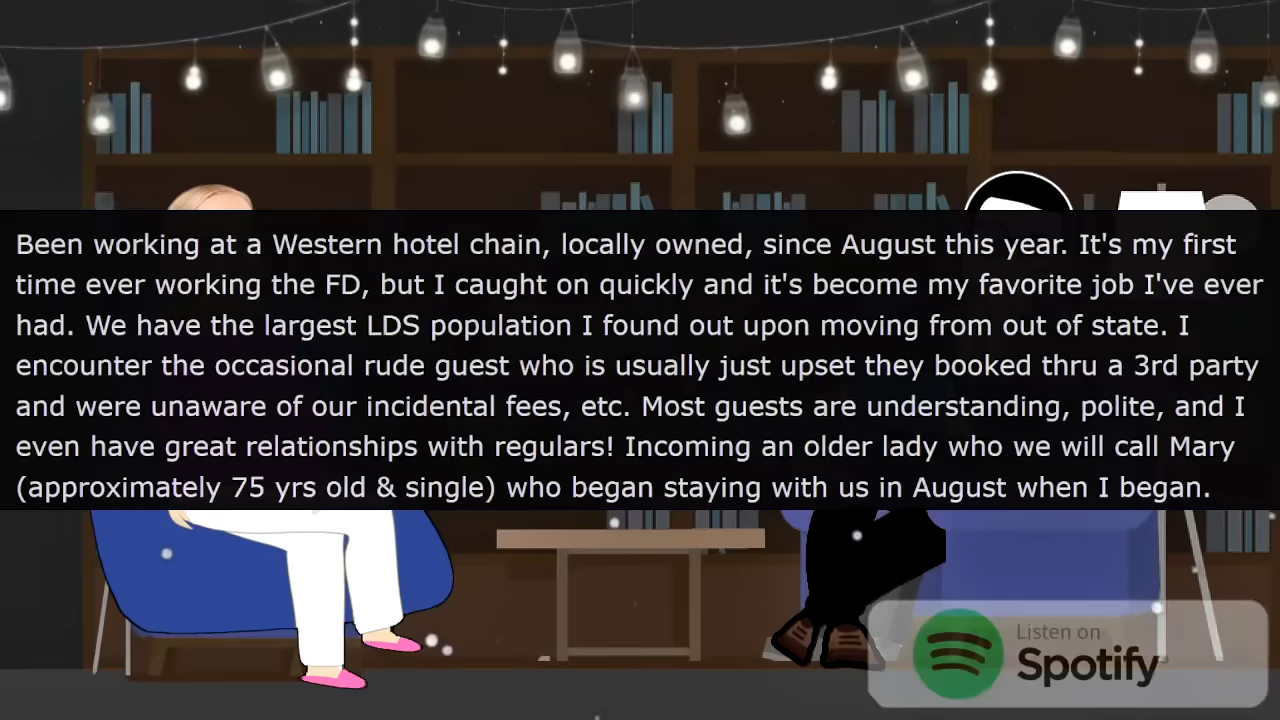 Been working at a Western hotel chain, locally owned, since August this year. It's my first
time ever working the FD, but I caught on quickly and it's become my favorite job I've ever
had. We have the largest LDS population I found out upon moving from out of state. I
encounter the occasional rude guest who is usually just upset they booked thru a 3rd party
and were unaware of our incidental fees, etc. Most guests are understanding, polite, and I
even have great relationships with regulars! Incoming an older lady who we will call Mary
(approximately 75 yrs old & single) who began staying with us in August when I began.
Listen on
Spotify